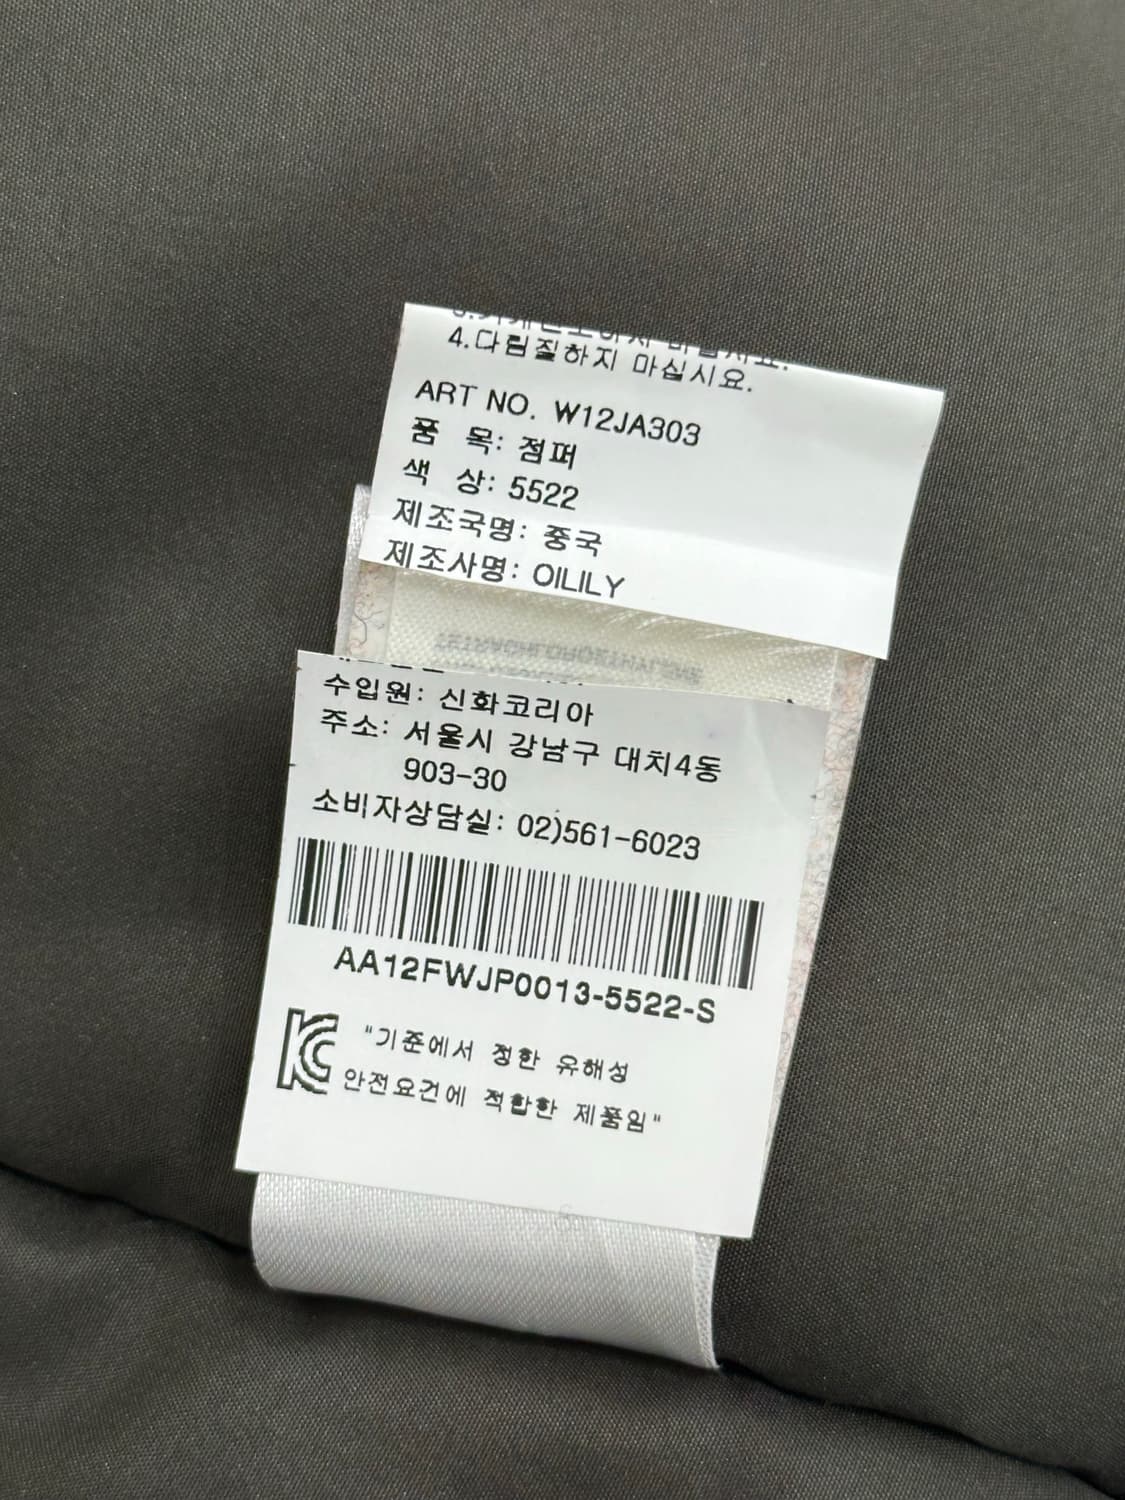 4.다림질하지 마십시요.
ART NO. W12JA303
품 목: 점퍼
색 상: 5522
제조국명: 중국
제조사명: OILILY
TETRACHLOROETHYLENE
수입원: 신화코리아
주소: 서울시 강남구 대치4동
903-30
소비자상담실: 02)561-6023
AA12FWJP0013-5522-S
KC "기준에서 정한 유해성
안전요건에 적합한 제품임"